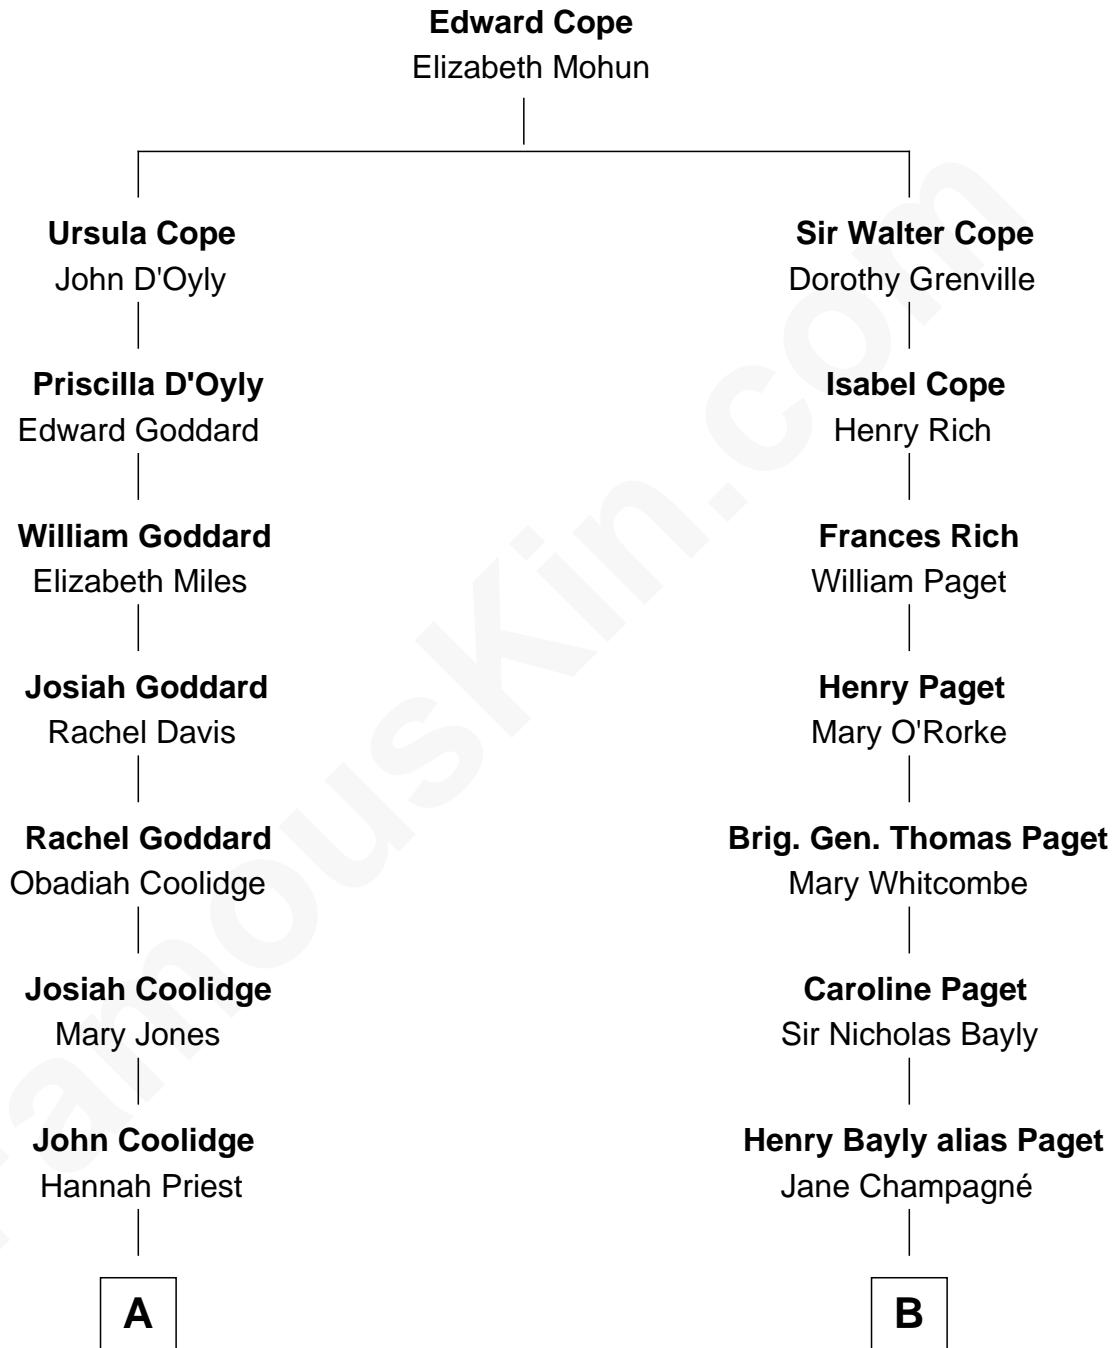 Edward Cope
Elizabeth Mohun
Ursula Cope
John D'Oyly
Sir Walter Cope
Dorothy Grenville
Priscilla D'Oyly
Edward Goddard
Isabel Cope
Henry Rich
William Goddard
Elizabeth Miles
Frances Rich
William Paget
Josiah Goddard
Rachel Davis
Henry Paget
Mary O'Rorke
Rachel Goddard
Obadiah Coolidge
Brig. Gen. Thomas Paget
Mary Whitcombe
Josiah Coolidge
Mary Jones
Caroline Paget
Sir Nicholas Bayly
John Coolidge
Hannah Priest
Henry Bayly alias Paget
Jane Champagné
A
B
FamousKin.com